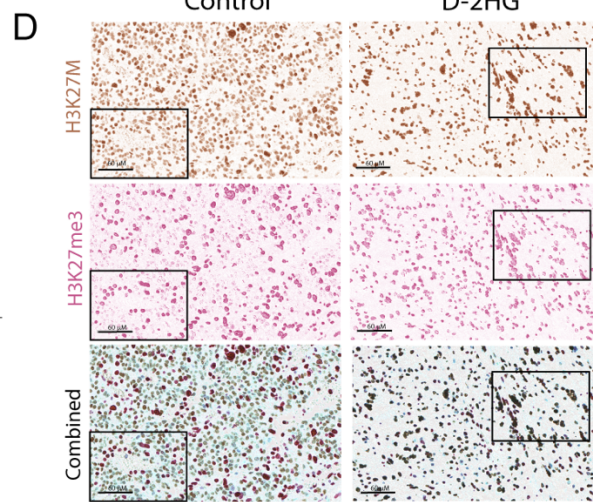 Control D-2HG
D
H3K27M
60 µM
60 µM
H3K27me3
60 µM
60 µM
Combined
60 µM
60 µM